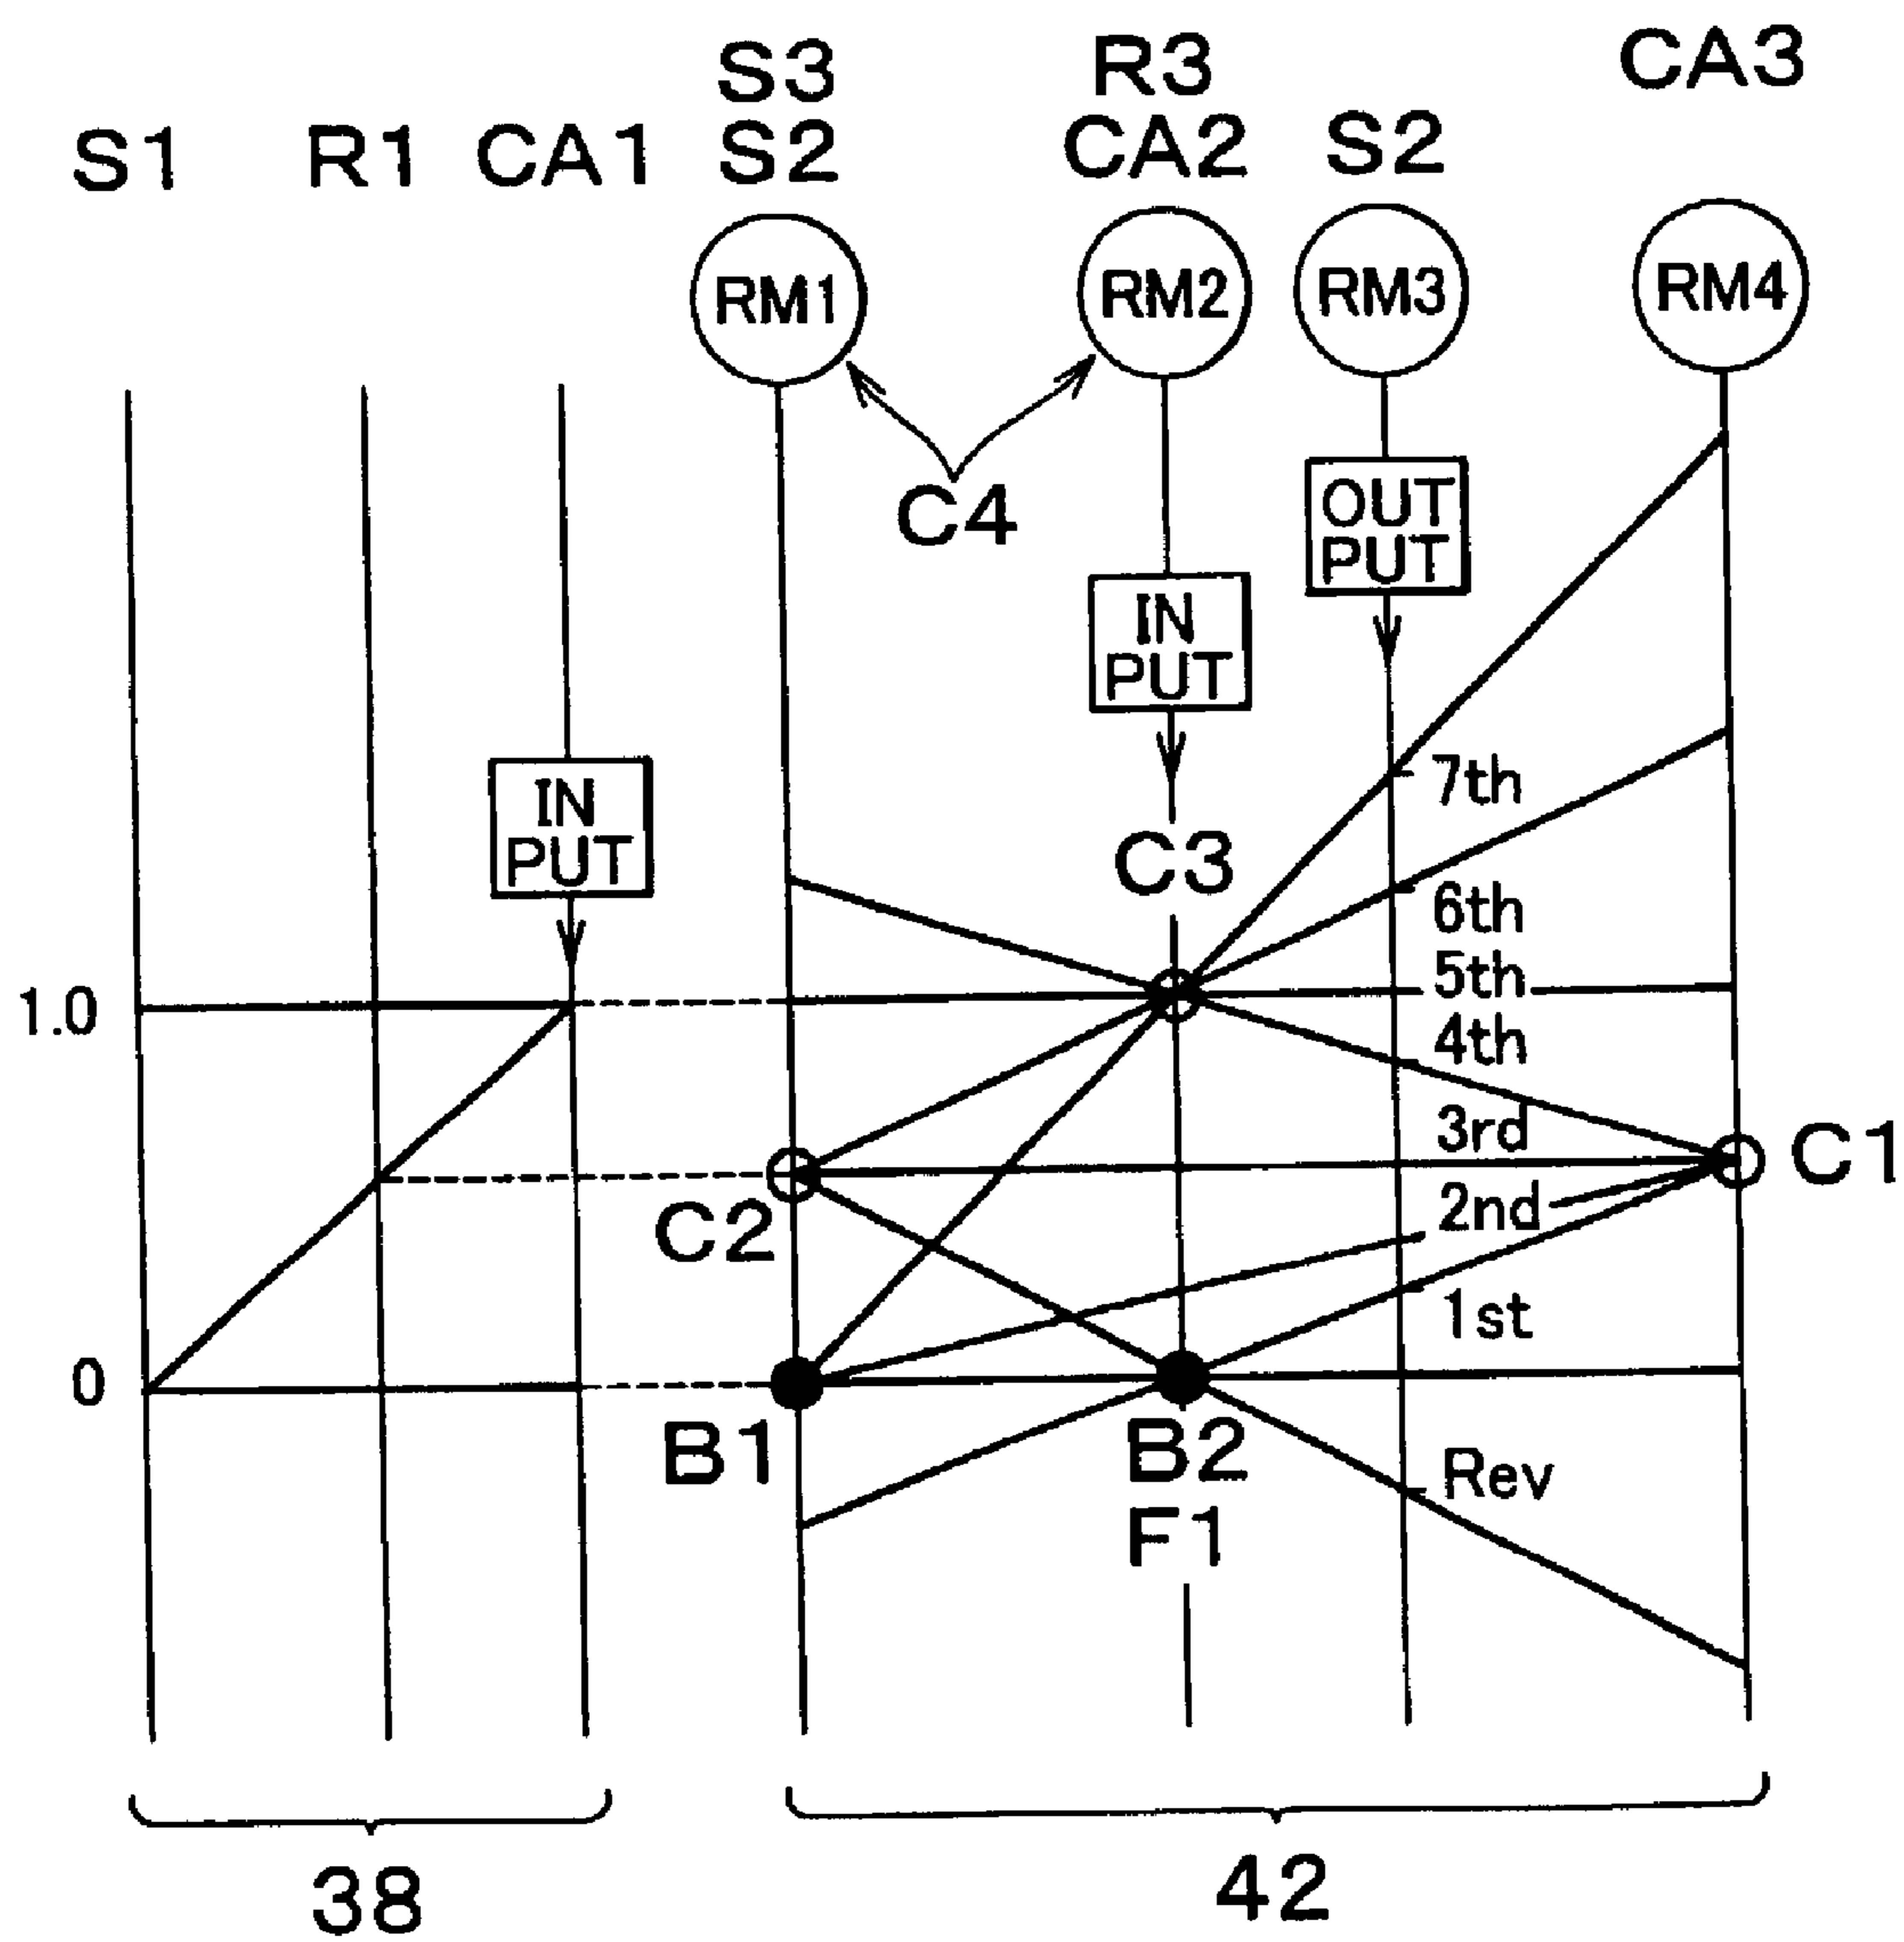 S3 R3 CA3
S1 R1 CA1 S2 CA2 S2
RM1 RM2 RM3 RM4
C4
OUT
PUT
IN
PUT
IN
PUT
7th
C3
6th
5th
1.0
4th
3rd
C1
2nd
C2
1st
0
B1 B2
Rev
F1
38 42